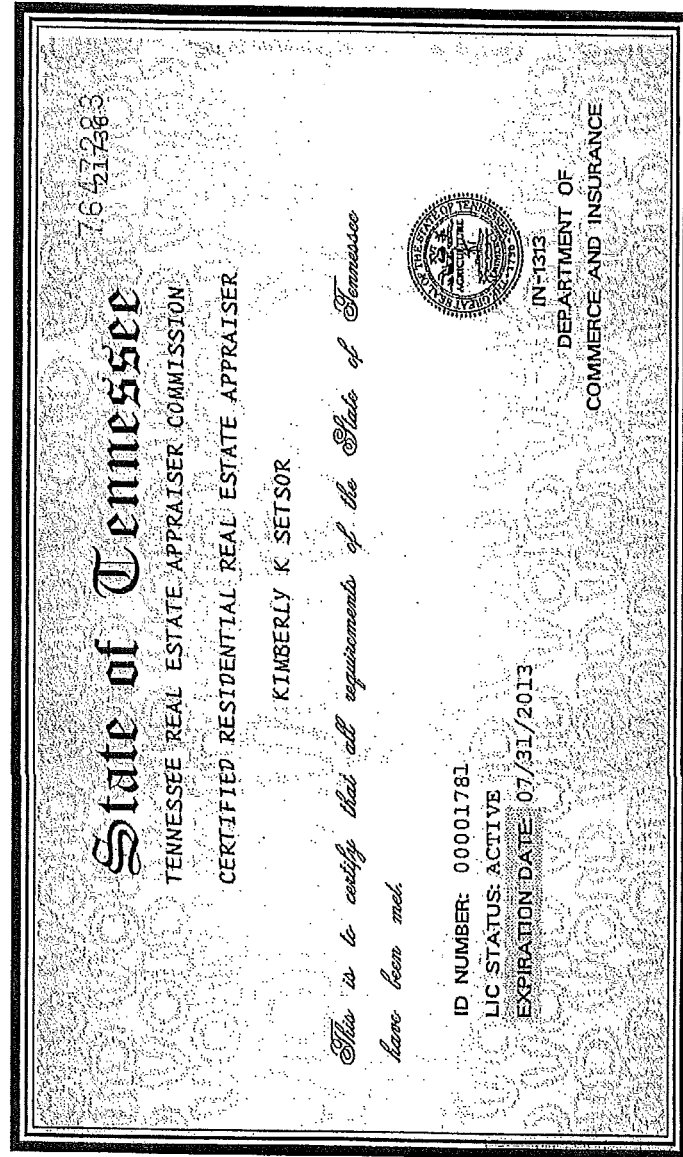 State of Tennessee
TENNESSEE REAL ESTATE APPRAISER COMMISSION
CERTIFIED RESIDENTIAL REAL ESTATE APPRAISER
KIMBERLY K SETSOR
This is to certify that all requirements of the State of Tennessee
have been met.
ID NUMBER: 00001781
LIC STATUS: ACTIVE
EXPIRATION DATE: 07/31/2013
AGRICULTURE
IN-1313
DEPARTMENT OF
COMMERCE AND INSURANCE